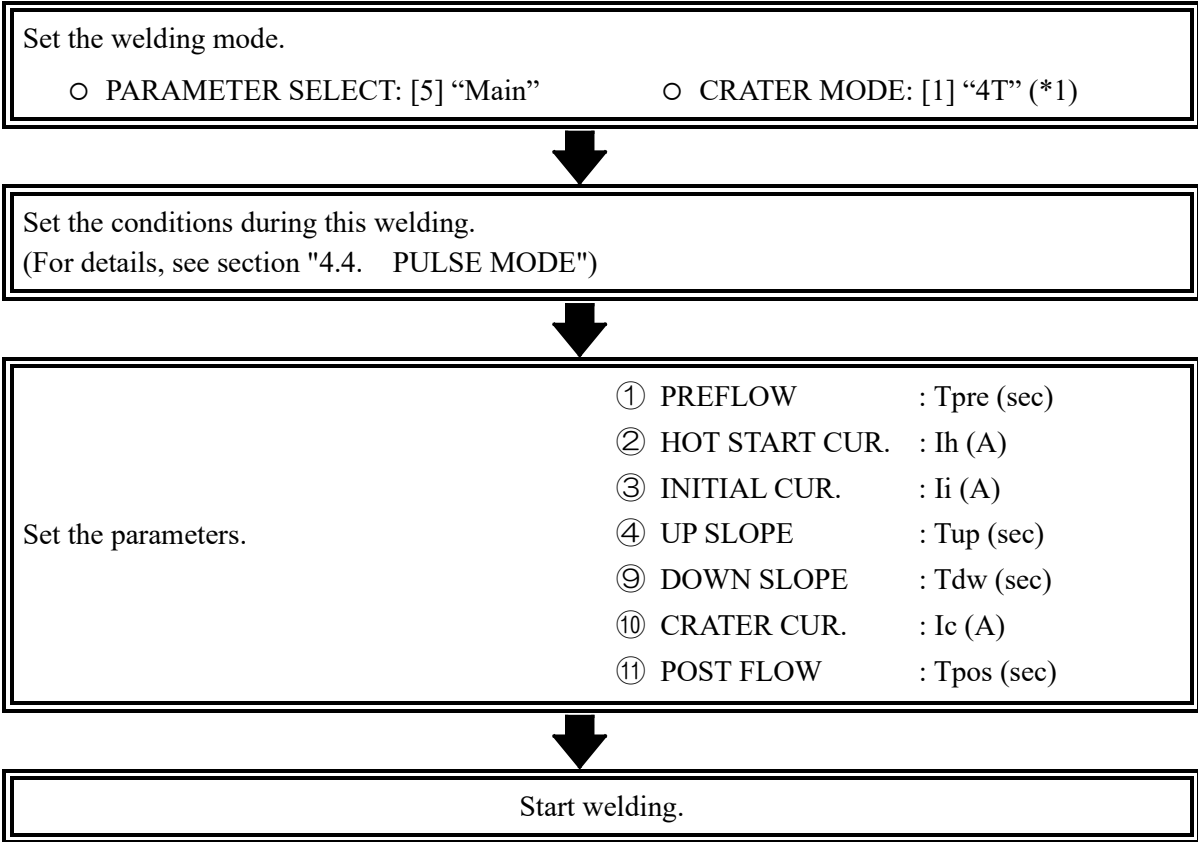 Set the welding mode.
○ PARAMETER SELECT: [5] “Main” ○ CRATER MODE: [1] “4T” (*1)
Set the conditions during this welding.
(For details, see section "4.4. PULSE MODE")
① PREFLOW : Tpre (sec)
② HOT START CUR. : Ih (A)
③ INITIAL CUR. : Ii (A)
Set the parameters. ④ UP SLOPE : Tup (sec)
⑨ DOWN SLOPE : Tdw (sec)
⑩ CRATER CUR. : Ic (A)
⑪ POST FLOW : Tpos (sec)
Start welding.